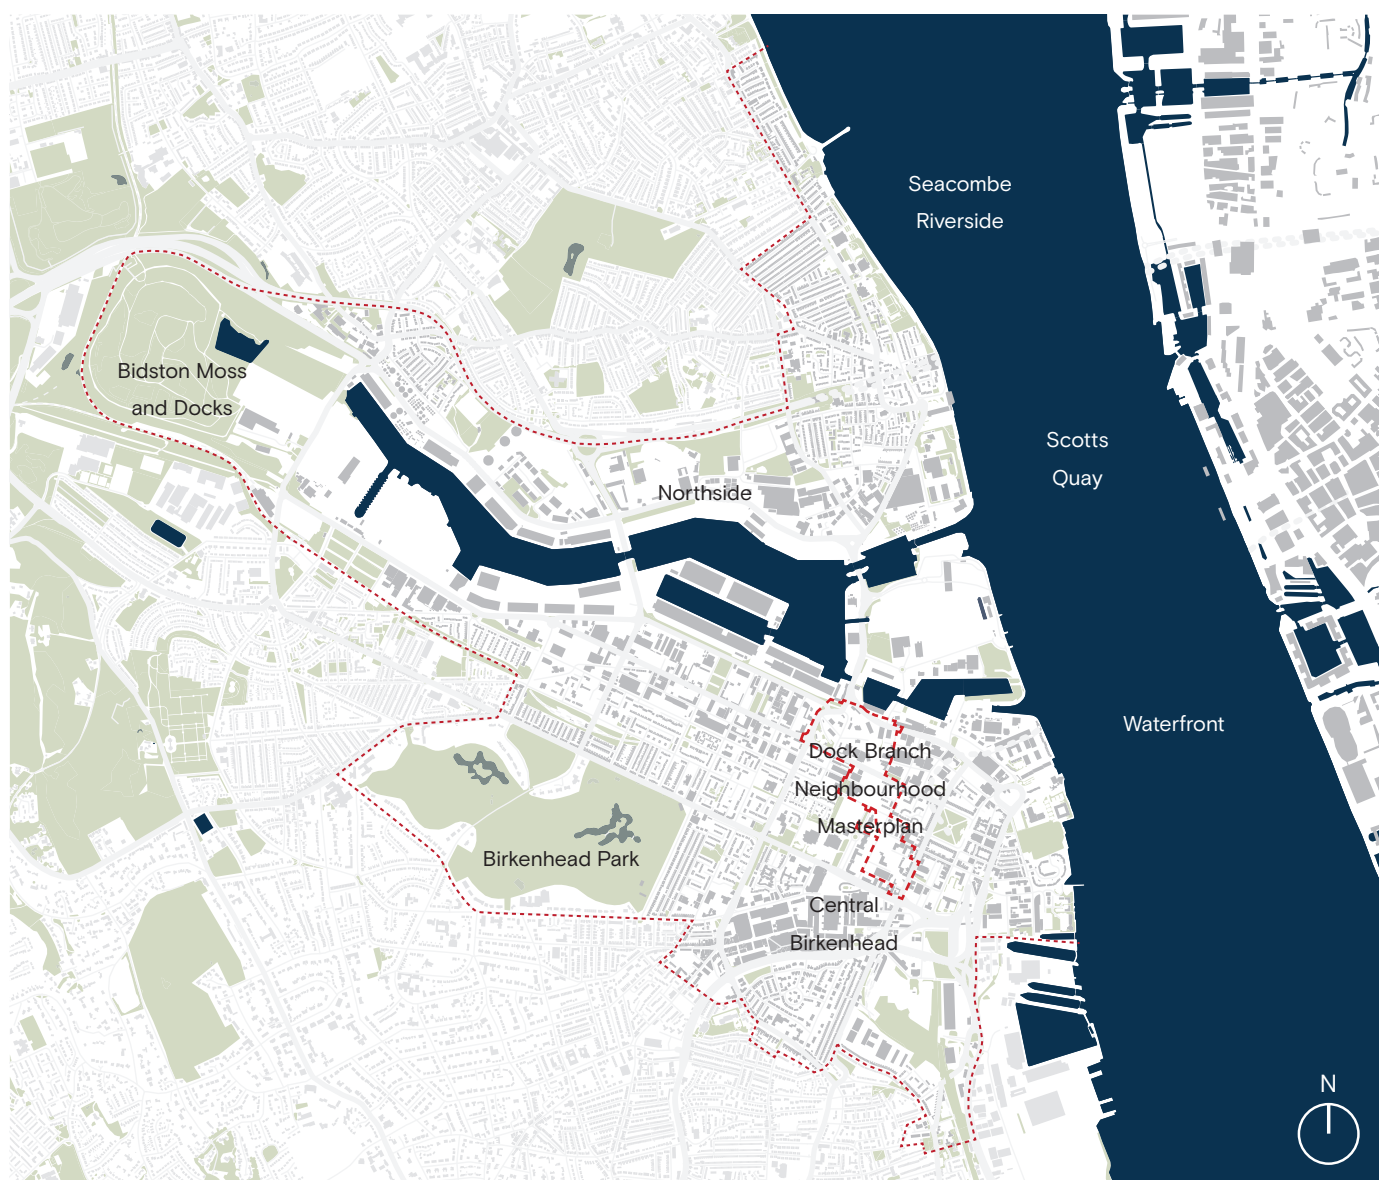 Seacombe
Riverside
Bidston Moss
and Docks
Scotts
Quay
Northside
Waterfront
Dock Branch
Neighbourhood
Masterplan
Birkenhead Park
Central
Birkenhead
N